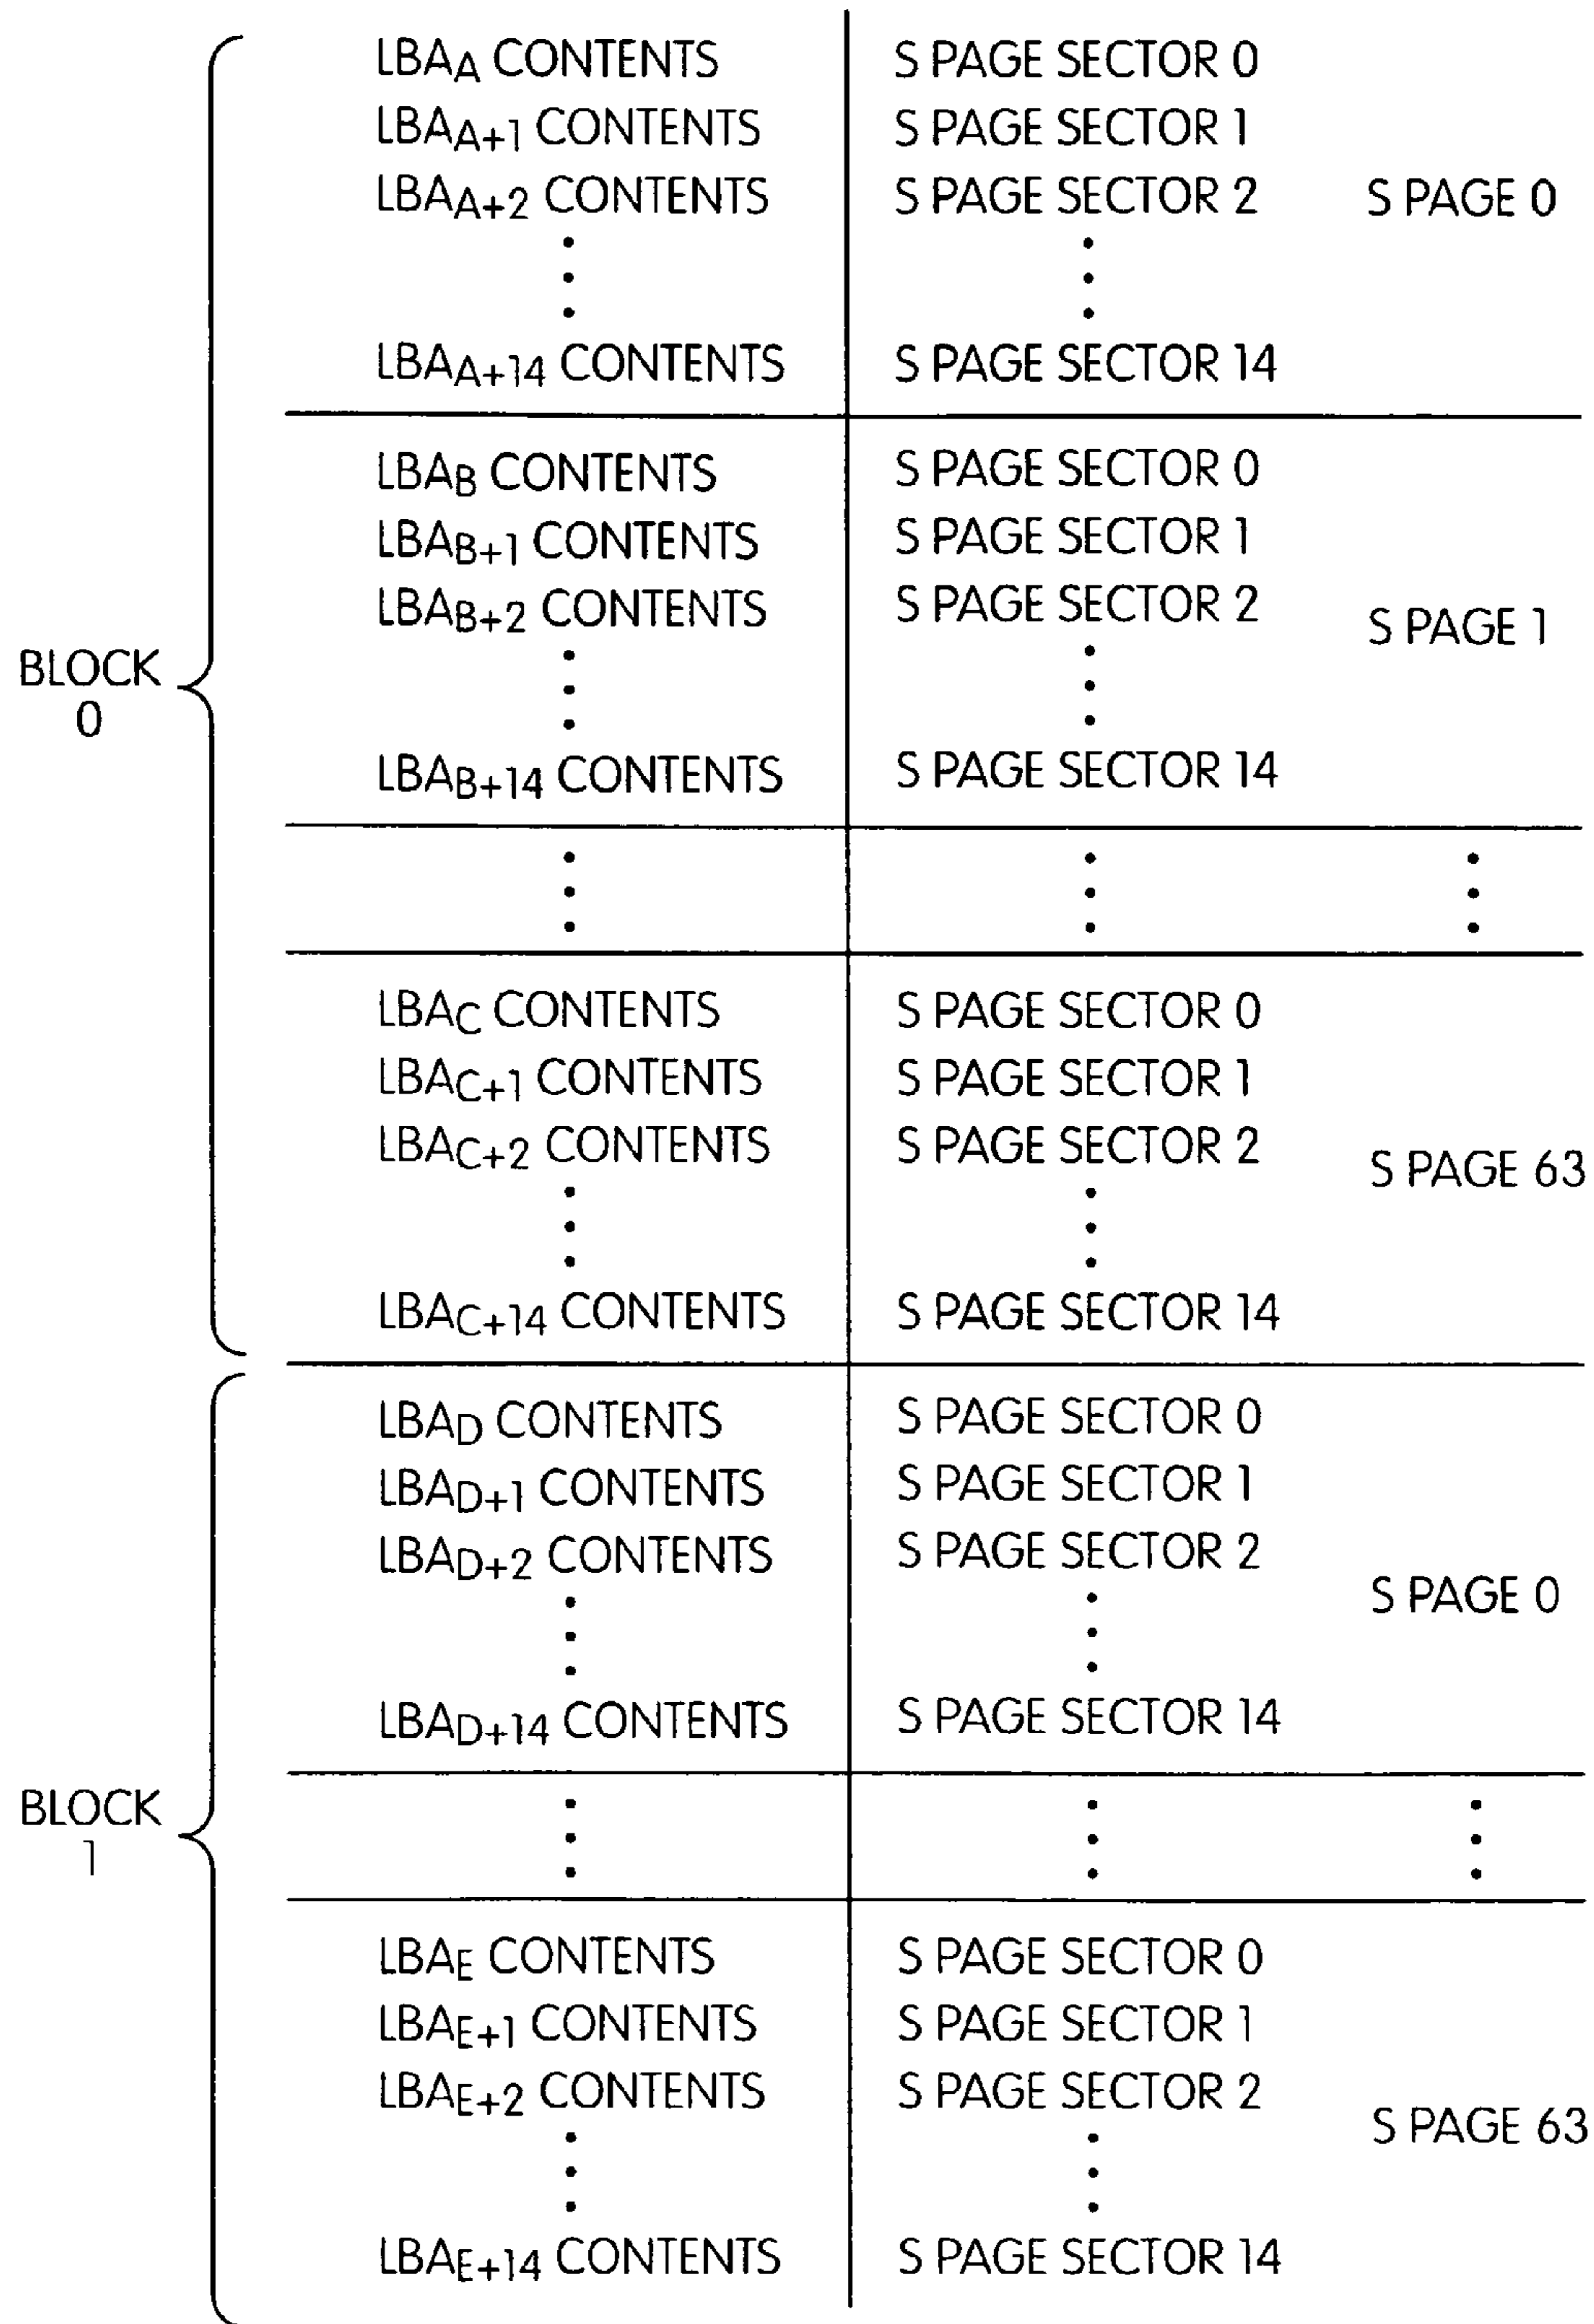 LBAA CONTENTS S PAGE SECTOR 0
LBAA+1 CONTENTS S PAGE SECTOR 1
LBAA+2 CONTENTS S PAGE SECTOR 2 S PAGE 0
LBAA+14 CONTENTS S PAGE SECTOR 14
LBAB CONTENTS S PAGE SECTOR 0
LBAB+1 CONTENTS S PAGE SECTOR 1
LBAB+2 CONTENTS S PAGE SECTOR 2 S PAGE 1
BLOCK
0
LBAB+14 CONTENTS S PAGE SECTOR 14
LBAC CONTENTS S PAGE SECTOR 0
LBAC+1 CONTENTS S PAGE SECTOR 1
LBAC+2 CONTENTS S PAGE SECTOR 2 S PAGE 63
LBAC+14 CONTENTS S PAGE SECTOR 14
LBAD CONTENTS S PAGE SECTOR 0
LBAD+1 CONTENTS S PAGE SECTOR 1
LBAD+2 CONTENTS S PAGE SECTOR 2 S PAGE 0
LBAD+14 CONTENTS S PAGE SECTOR 14
BLOCK
1
LBAE CONTENTS S PAGE SECTOR 0
LBAE+1 CONTENTS S PAGE SECTOR 1
LBAE+2 CONTENTS S PAGE SECTOR 2 S PAGE 63
LBAE+14 CONTENTS S PAGE SECTOR 14